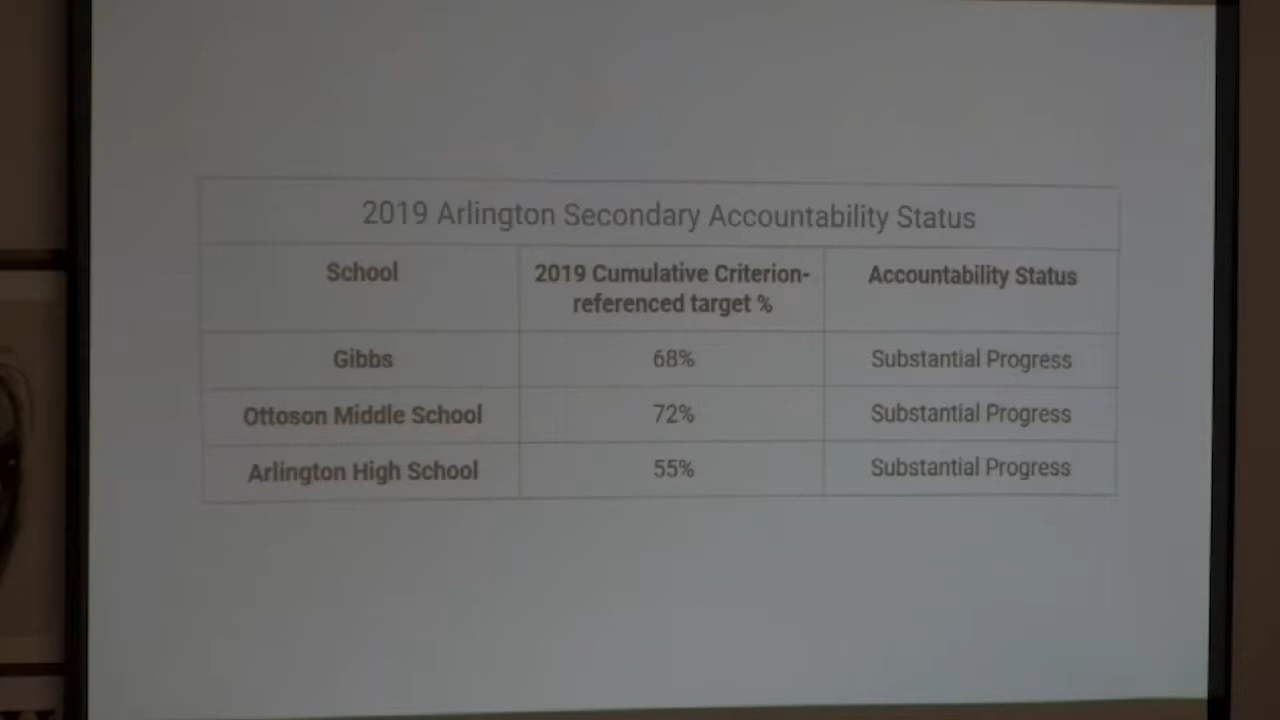 2019 Arlington Secondary Accountability Status
School
2019 Cumulative Criterion-
referenced target %
Accountability Status
Gibbs
68%
Substantial Progress
Ottoson Middle School
72%
Substantial Progress
Arlington High School
55%
Substantial Progress